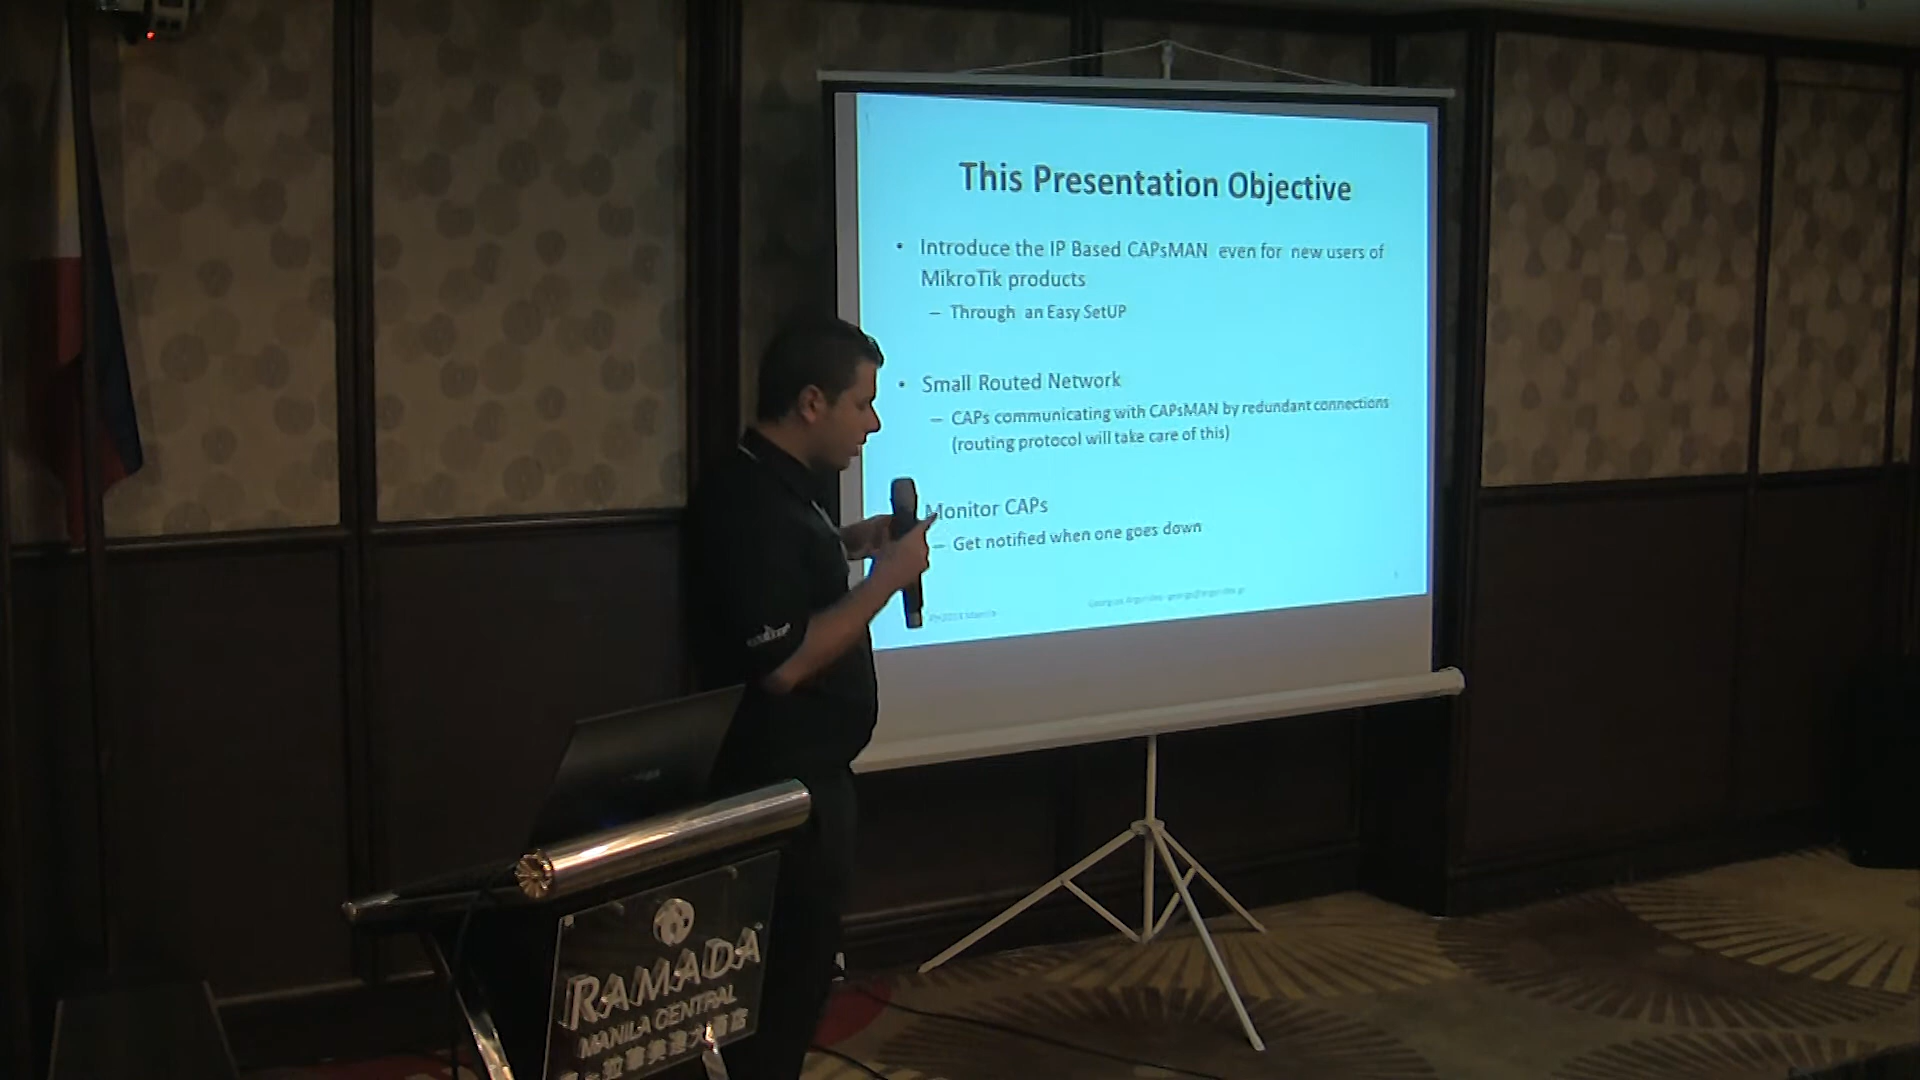 This Presentation Objective
• Introduce the IP Based CAPsMAN even for new users of
MikroTik products
– Through an Easy SetUP
• Small Routed Network
– CAPs communicating with CAPsMAN by redundant connections
(routing protocol will take care of this)
Monitor CAPs
– Get notified when one goes down
RAMADA
MANILA CENTRAL